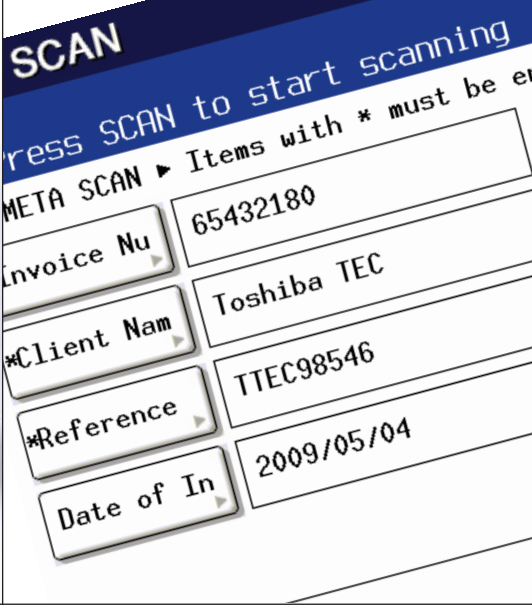 SCAN
Press SCAN to start scanning
META SCAN ▶ Items with * must be
Invoice Nu 65432180
*Client Nam Toshiba TEC
*Reference TTEC98546
Date of In 2009/05/04